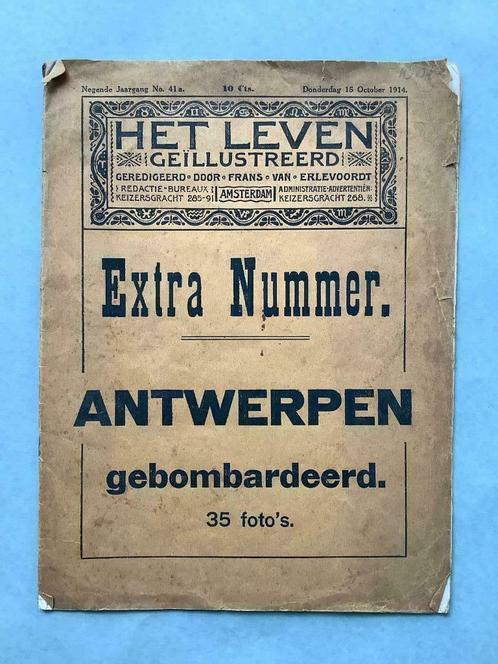 Negende Jaargang No. 41a. 10 Cts. Donderdag 15 October 1914.
HET LEVEN
GEÏLLUSTREERD
GEREDIGEERD DOOR FRANS VAN ERLEVOORDT
REDACTIE-BUREAUX AMSTERDAM ADMINISTRATIE-ADVERTENTIËN
KEIZERSGRACHT 285-91 KEIZERSGRACHT 268.
Extra Nummer.
ANTWERPEN
gebombardeerd.
35 foto's.